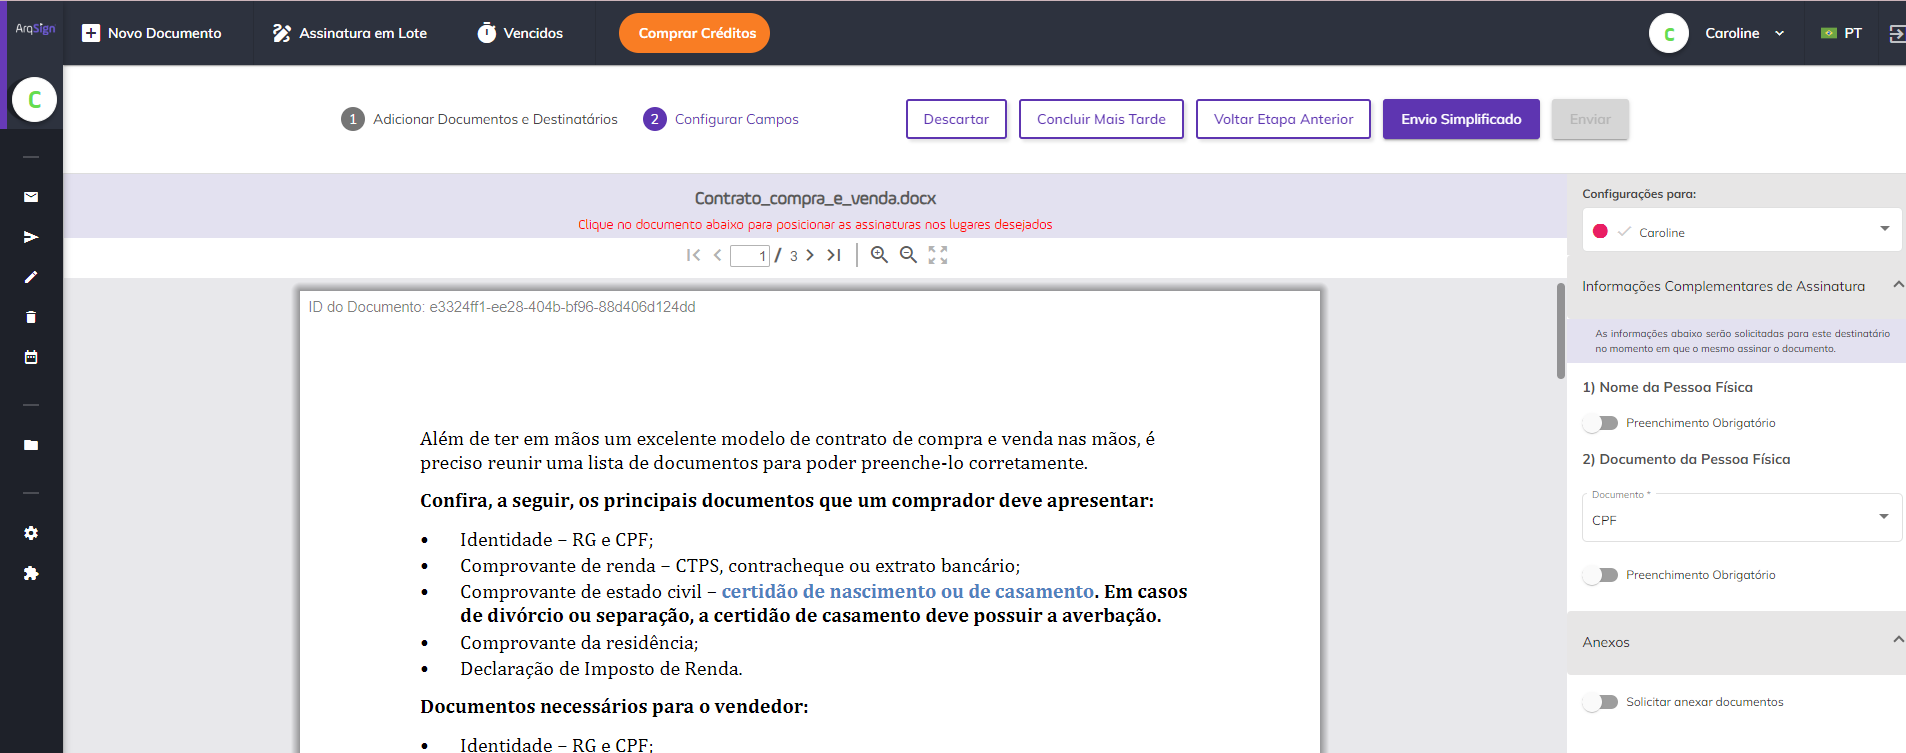 ArqSign
Novo Documento
Assinatura em Lote
Vencidos
Comprar Créditos
C
Caroline
PT
C
1 Adicionar Documentos e Destinatários
2 Configurar Campos
Descartar
Concluir Mais Tarde
Voltar Etapa Anterior
Envio Simplificado
Enviar
Contrato_compra_e_venda.docx
Clique no documento abaixo para posicionar as assinaturas nos lugares desejados
1 / 3
ID do Documento: e3324ff1-ee28-404b-bf96-88d406d124dd
Além de ter em mãos um excelente modelo de contrato de compra e venda nas mãos, é
preciso reunir uma lista de documentos para poder preenche-lo corretamente.
Confira, a seguir, os principais documentos que um comprador deve apresentar:
• Identidade – RG e CPF;
• Comprovante de renda – CTPS, contracheque ou extrato bancário;
• Comprovante de estado civil – certidão de nascimento ou de casamento. Em casos
de divórcio ou separação, a certidão de casamento deve possuir a averbação.
• Comprovante da residência;
• Declaração de Imposto de Renda.
Documentos necessários para o vendedor:
• Identidade – RG e CPF;
Configurações para:
Caroline
Informações Complementares de Assinatura
As informações abaixo serão solicitadas para este destinatário
no momento em que o mesmo assinar o documento.
1) Nome da Pessoa Física
Preenchimento Obrigatório
2) Documento da Pessoa Física
Documento *
CPF
Preenchimento Obrigatório
Anexos
Solicitar anexar documentos